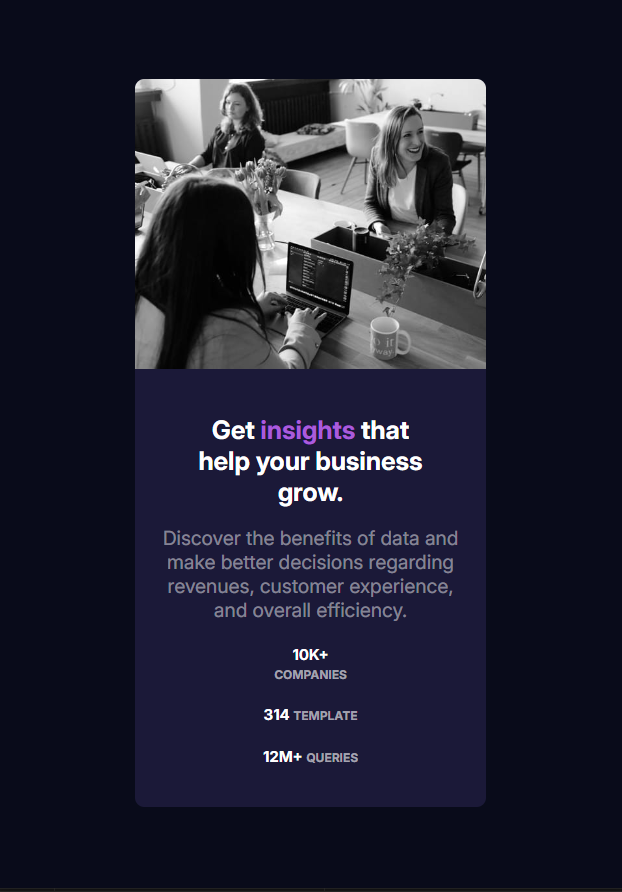 Get insights that
help your business
grow.
Discover the benefits of data and
make better decisions regarding
revenues, customer experience,
and overall efficiency.
10K+
COMPANIES
314 TEMPLATE
12M+ QUERIES